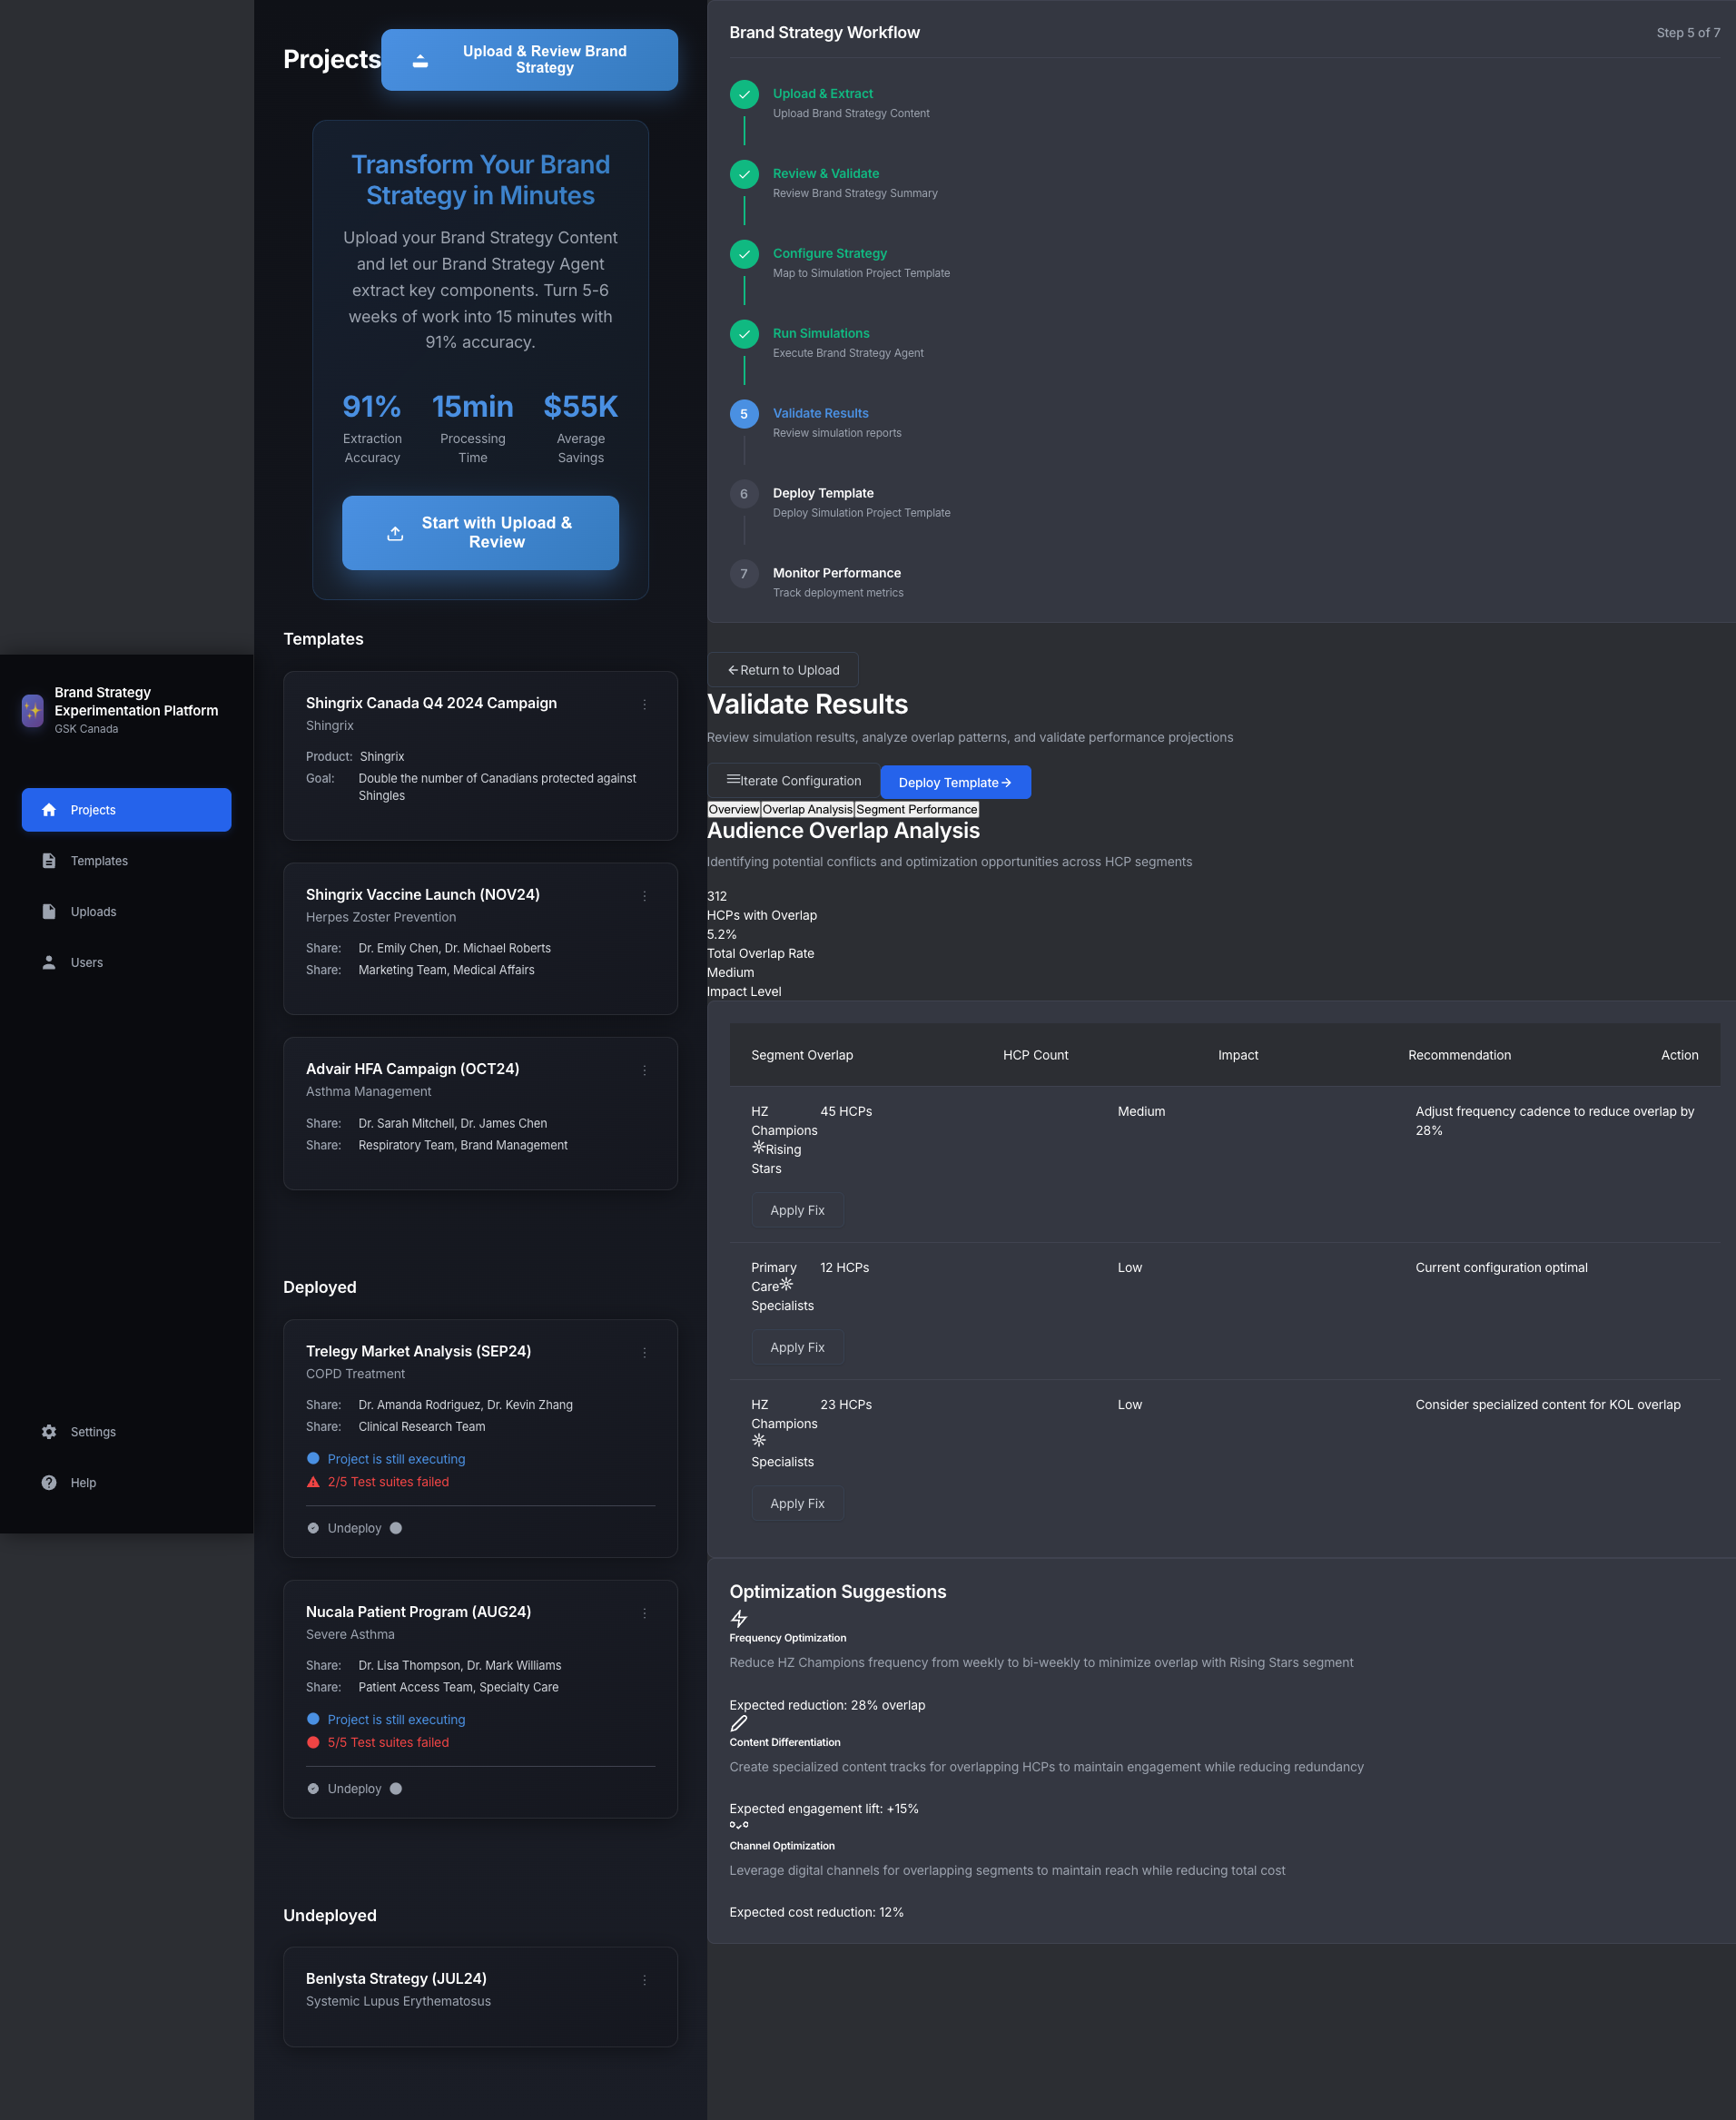 Brand Strategy
Experimentation Platform
GSK Canada
Projects
Templates
Uploads
Users
Settings
Help
Projects
Upload & Review Brand
Strategy
Transform Your Brand
Strategy in Minutes
Upload your Brand Strategy Content
and let our Brand Strategy Agent
extract key components. Turn 5-6
weeks of work into 15 minutes with
91% accuracy.
91%
Extraction
Accuracy
15min
Processing
Time
$55K
Average
Savings
Start with Upload &
Review
Templates
Shingrix Canada Q4 2024 Campaign
Shingrix
Product: Shingrix
Goal: Double the number of Canadians protected against
Shingles
Shingrix Vaccine Launch (NOV24)
Herpes Zoster Prevention
Share: Dr. Emily Chen, Dr. Michael Roberts
Share: Marketing Team, Medical Affairs
Advair HFA Campaign (OCT24)
Asthma Management
Share: Dr. Sarah Mitchell, Dr. James Chen
Share: Respiratory Team, Brand Management
Deployed
Trelegy Market Analysis (SEP24)
COPD Treatment
Share: Dr. Amanda Rodriguez, Dr. Kevin Zhang
Share: Clinical Research Team
Project is still executing
2/5 Test suites failed
Undeploy
Nucala Patient Program (AUG24)
Severe Asthma
Share: Dr. Lisa Thompson, Dr. Mark Williams
Share: Patient Access Team, Specialty Care
Project is still executing
5/5 Test suites failed
Undeploy
Undeployed
Benlysta Strategy (JUL24)
Systemic Lupus Erythematosus
Brand Strategy Workflow
Step 5 of 7
Upload & Extract
Upload Brand Strategy Content
Review & Validate
Review Brand Strategy Summary
Configure Strategy
Map to Simulation Project Template
Run Simulations
Execute Brand Strategy Agent
5
Validate Results
Review simulation reports
6
Deploy Template
Deploy Simulation Project Template
7
Monitor Performance
Track deployment metrics
Return to Upload
Validate Results
Review simulation results, analyze overlap patterns, and validate performance projections
Iterate Configuration
Deploy Template
Overview Overlap Analysis Segment Performance
Audience Overlap Analysis
Identifying potential conflicts and optimization opportunities across HCP segments
312
HCPs with Overlap
5.2%
Total Overlap Rate
Medium
Impact Level
Segment Overlap HCP Count Impact Recommendation Action
HZ
Champions
Rising
Stars
45 HCPs
Medium
Adjust frequency cadence to reduce overlap by
28%
Apply Fix
Primary
Care
Specialists
12 HCPs
Low
Current configuration optimal
Apply Fix
HZ
Champions
Specialists
23 HCPs
Low
Consider specialized content for KOL overlap
Apply Fix
Optimization Suggestions
Frequency Optimization
Reduce HZ Champions frequency from weekly to bi-weekly to minimize overlap with Rising Stars segment
Expected reduction: 28% overlap
Content Differentiation
Create specialized content tracks for overlapping HCPs to maintain engagement while reducing redundancy
Expected engagement lift: +15%
Channel Optimization
Leverage digital channels for overlapping segments to maintain reach while reducing total cost
Expected cost reduction: 12%